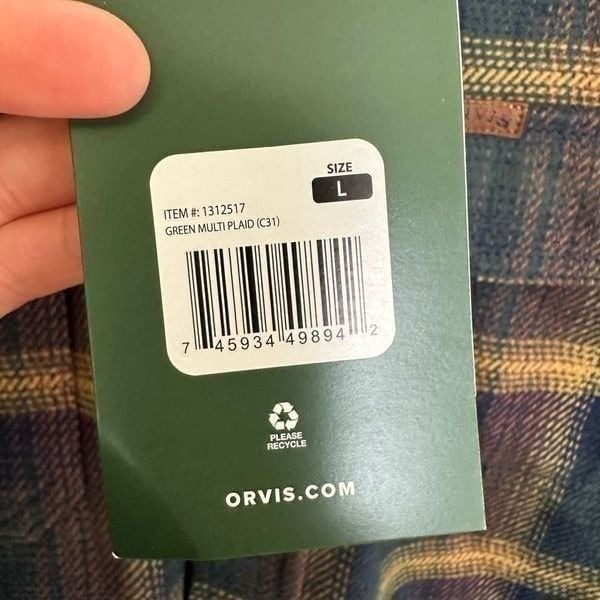 SIZE
L
ITEM #: 1312517
GREEN MULTI PLAID (C31)
7 45934 49894 2
PLEASE
RECYCLE
ORVIS.COM